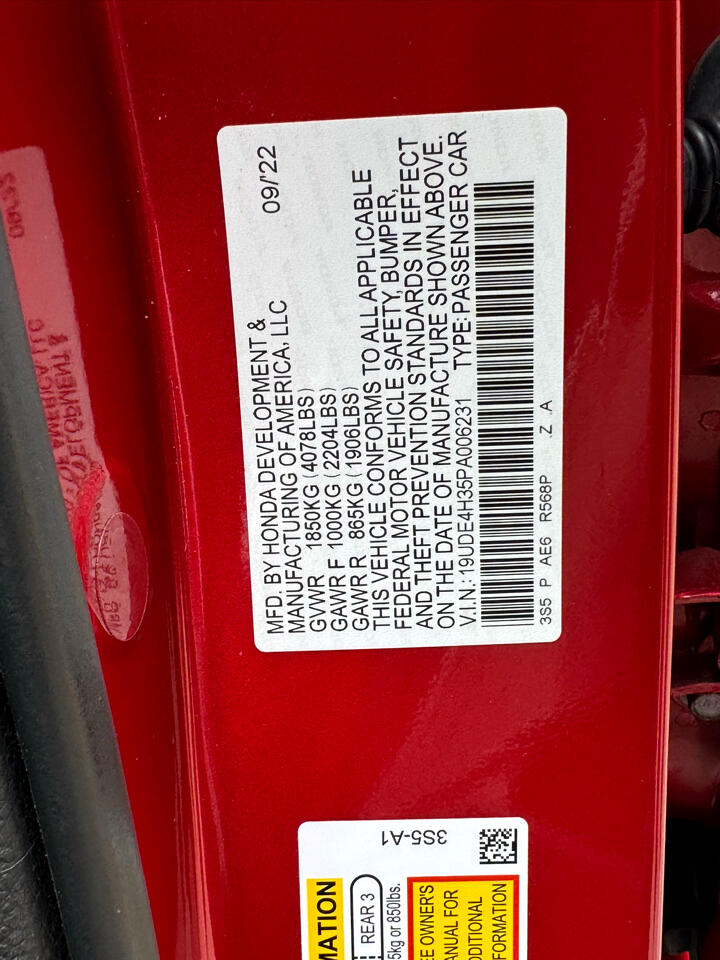 09/'22
MFD. BY HONDA DEVELOPMENT &
MANUFACTURING OF AMERICA, LLC
GVWR 1850KG (4078LBS)
GAWR F 1000KG (2204LBS)
GAWR R 865KG (1906LBS)
THIS VEHICLE CONFORMS TO ALL APPLICABLE
FEDERAL MOTOR VEHICLE SAFETY, BUMPER,
AND THEFT PREVENTION STANDARDS IN EFFECT
ON THE DATE OF MANUFACTURE SHOWN ABOVE.
V.I.N.: 19UDE4H35PA006231 TYPE: PASSENGER CAR
3S5 P AE6 R568P .Z .A
3S5-A1
MATION
REAR 3
5kg or 850lbs.
EE OWNER'S
ANUAL FOR
DDITIONAL
FORMATION